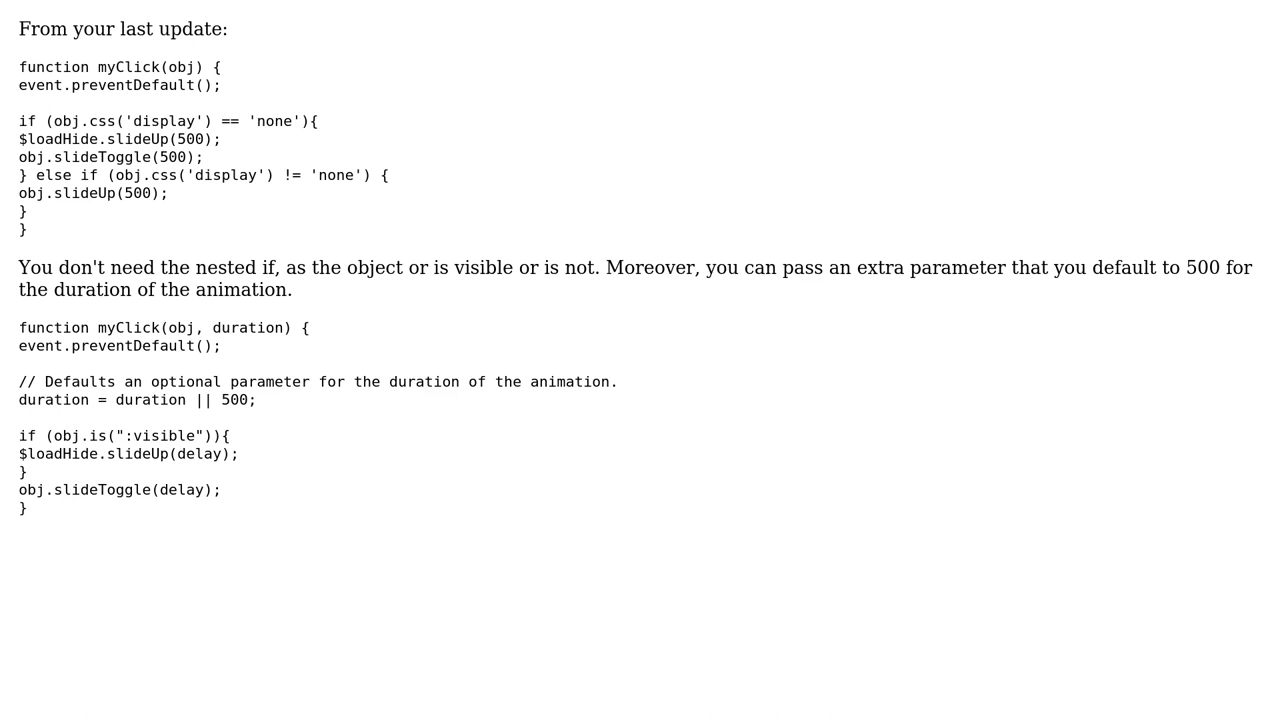 From your last update:
function myClick(obj) {
event.preventDefault();
if (obj.css('display') == 'none'){
$loadHide.slideUp(500);
obj.slideToggle(500);
} else if (obj.css('display') != 'none') {
obj.slideUp(500);
}
}
You don't need the nested if, as the object or is visible or is not. Moreover, you can pass an extra parameter that you default to 500 for
the duration of the animation.
function myClick(obj, duration) {
event.preventDefault();
// Defaults an optional parameter for the duration of the animation.
duration = duration || 500;
if (obj.is(":visible")){
$loadHide.slideUp(delay);
}
obj.slideToggle(delay);
}